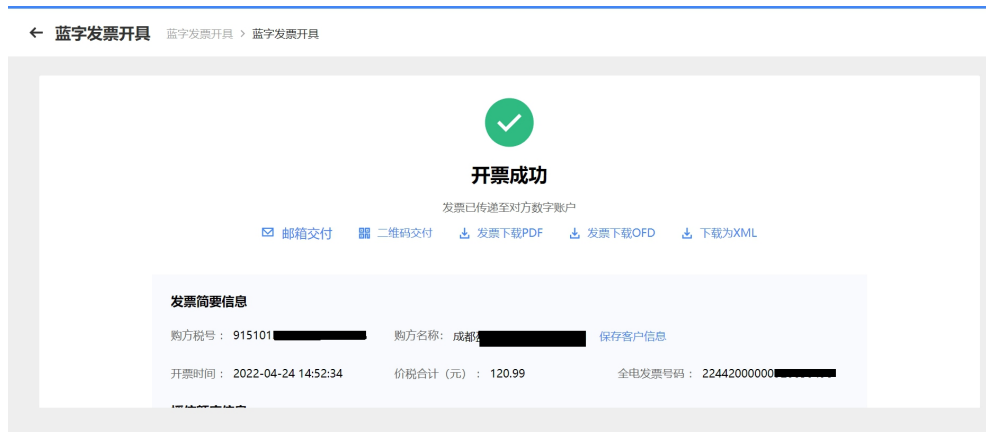 蓝字发票开具 蓝字发票开具 > 蓝字发票开具
开票成功
发票已传递至对方数字账户
邮箱交付 二维码交付 发票下载PDF 发票下载OFD 下载为XML
发票简要信息
购方税号： 915101 购方名称： 成都 保存客户信息
开票时间： 2022-04-24 14:52:34 价税合计（元）： 120.99 全电发票号码： 22442000000